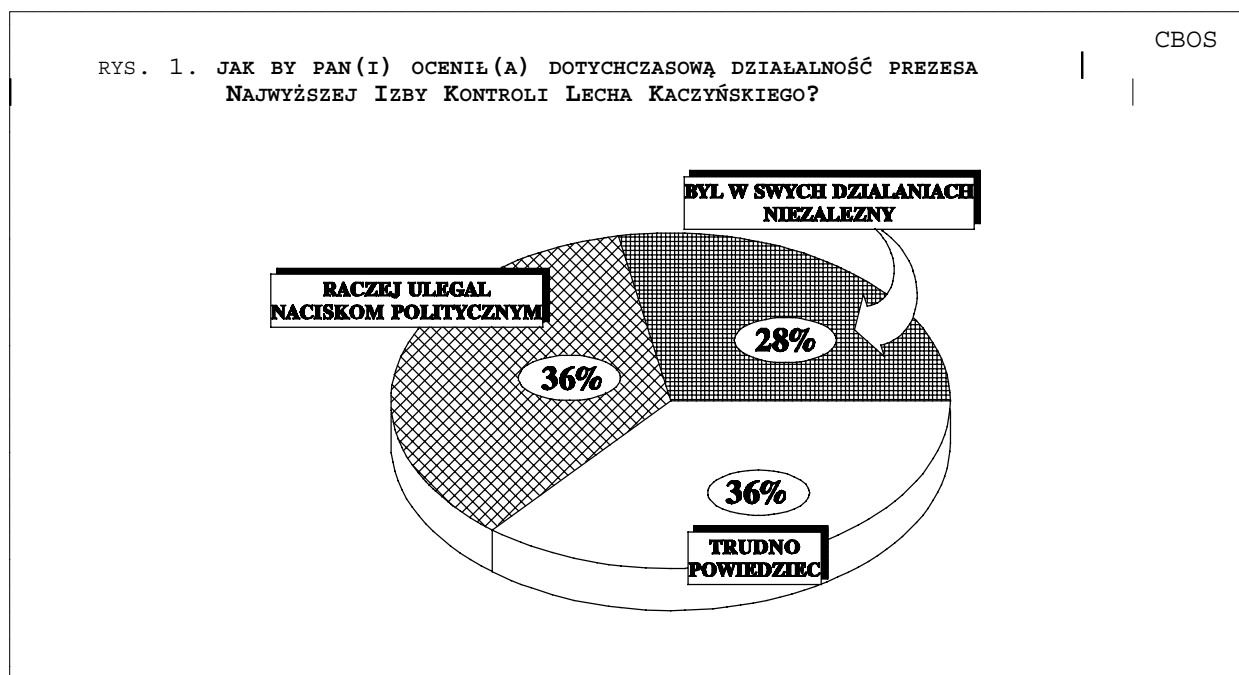 CBOS
RYS. 1. JAK BY PAN(I) OCENIŁ(A) DOTYCHCZASOWĄ DZIAŁALNOŚĆ PREZESA
NAJWYŻSZEJ IZBY KONTROLI LECHA KACZYŃSKIEGO?
BYL W SWYCH DZIALANIACH
NIEZALEZNY
RACZEJ ULEGAL
NACISKOM POLITYCZNYM
28%
36%
36%
TRUDNO
POWIEDZIEC